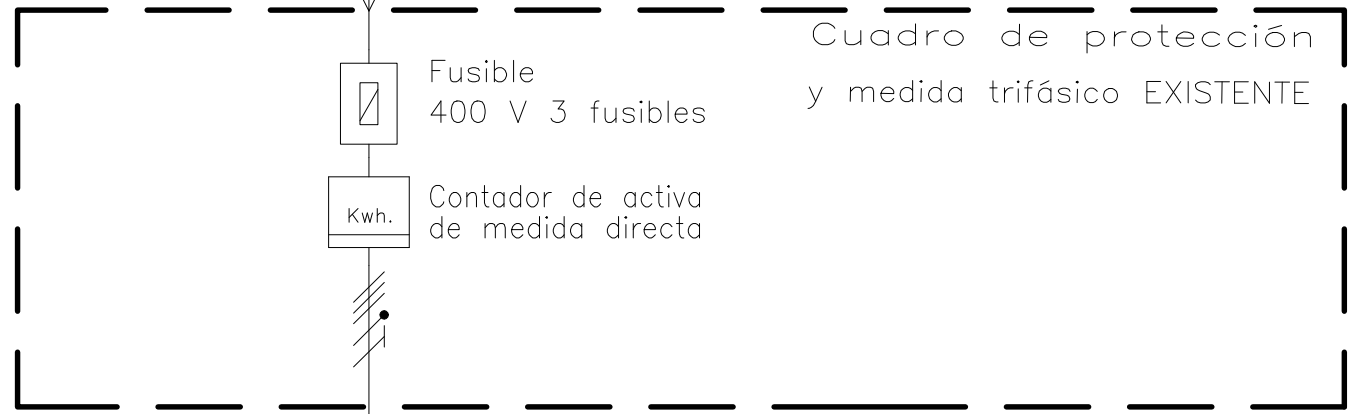 Cuadro de protección
y medida trifásico EXISTENTE
Fusible
400 V 3 fusibles
Kwh.
Contador de activa
de medida directa